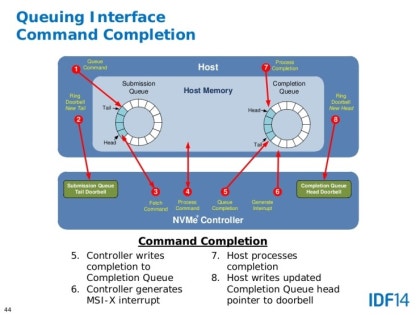 Queuing Interface
Command Completion
Host
1
Queue
Command
7
Process
Completion
Submission
Queue
Host Memory
Completion
Queue
Ring
Doorbell
New Tail
2
Tail
Head
Head
Tail
Ring
Doorbell
New Head
8
Submission Queue
Tail Doorbell
3
Fetch
Command
4
Process
Command
5
Queue
Completion
6
Generate
Interrupt
Completion Queue
Head Doorbell
NVMe Controller
Command Completion
5. Controller writes
completion to
Completion Queue
6. Controller generates
MSI-X interrupt
7. Host processes
completion
8. Host writes updated
Completion Queue head
pointer to doorbell
44
IDF14